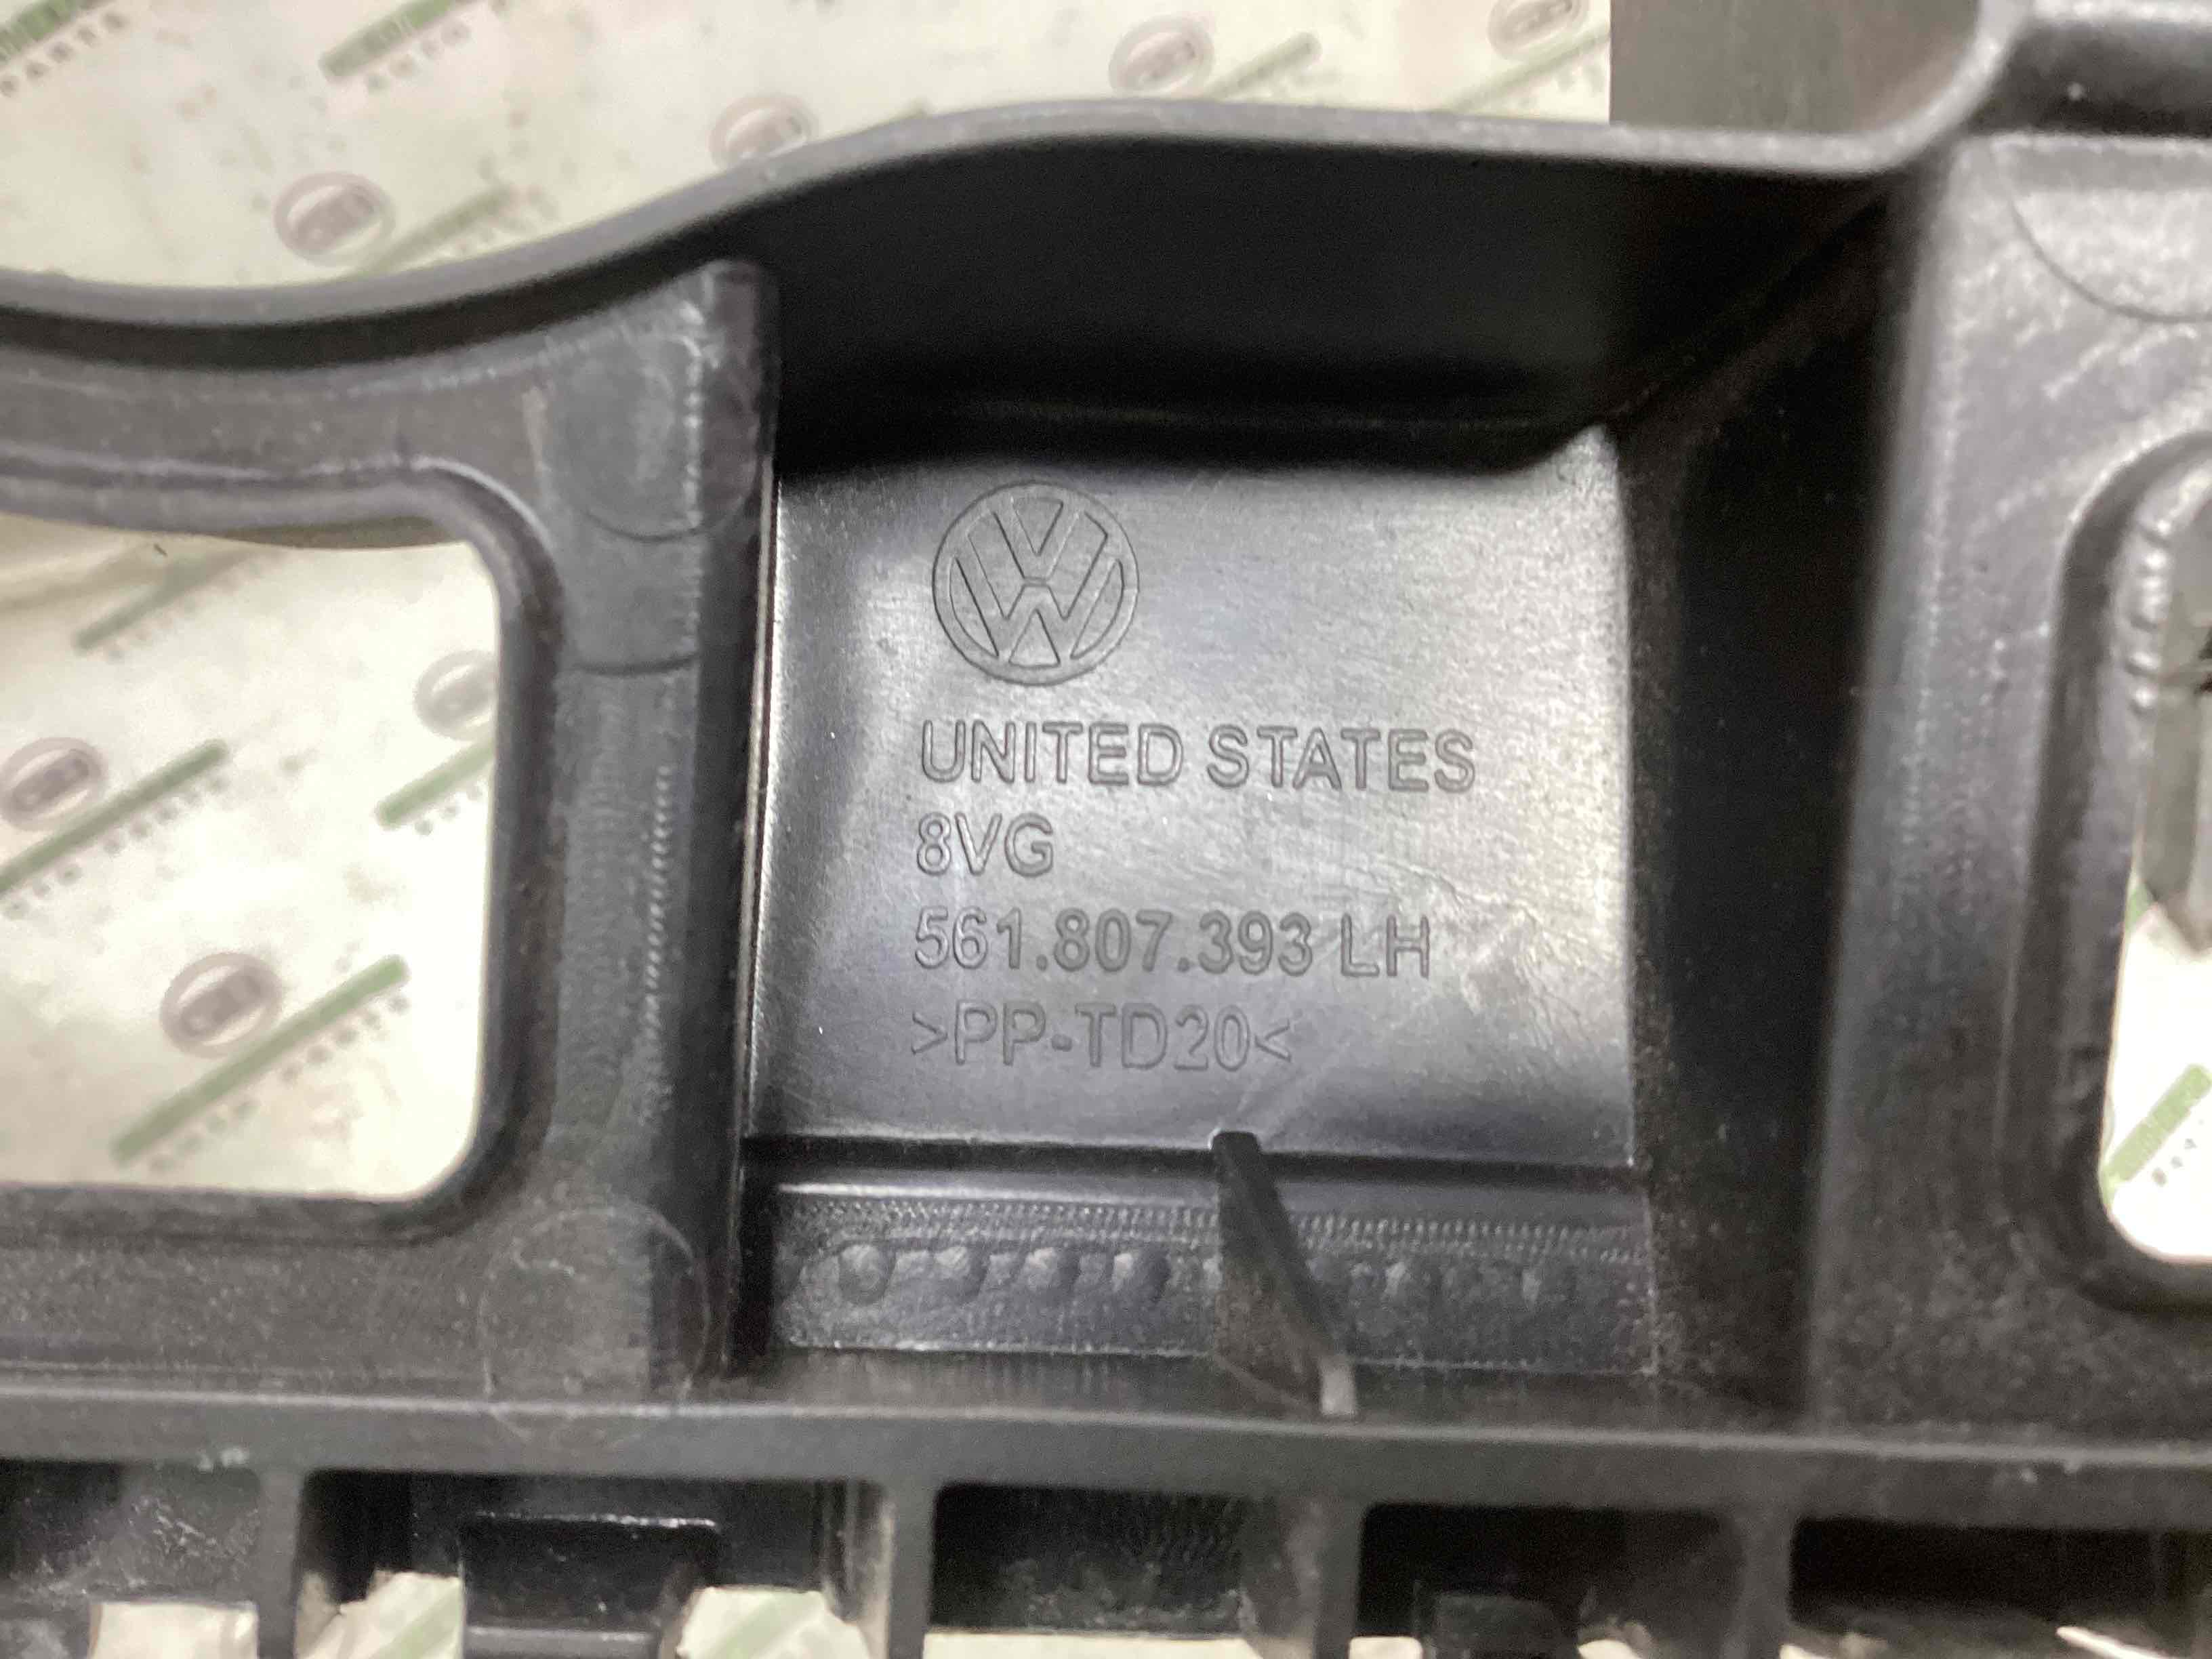 UNITED STATES
8VG
561.807.393 LH
>PP-TD20<